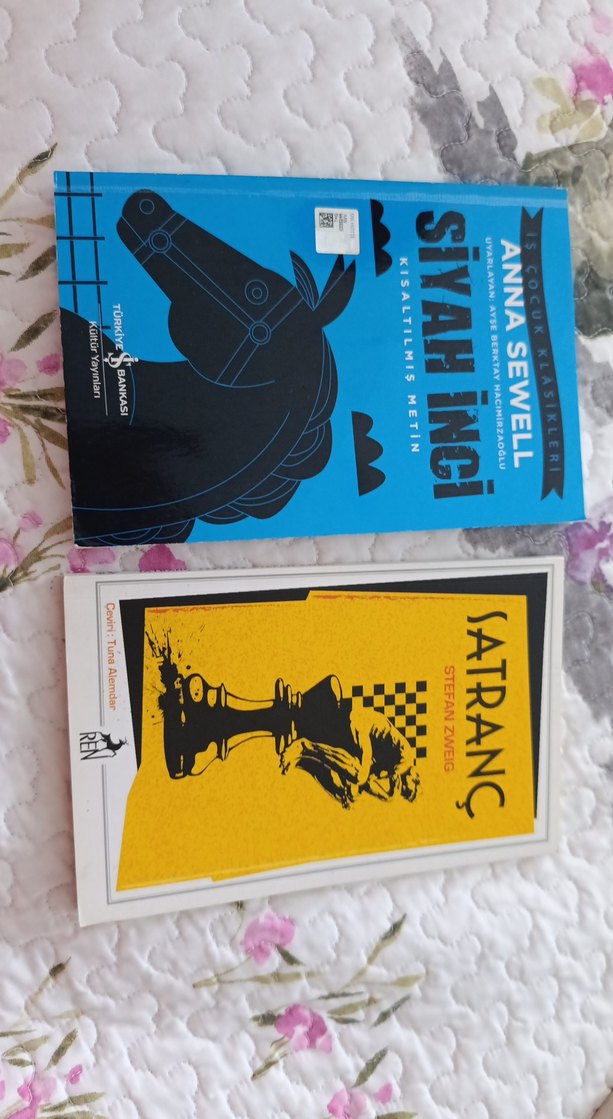 İŞ ÇOCUK KLASİKLERİ
ANNA SEWELL
UYARLAYAN: AYŞE BERKTAY HACIMİRZAOĞLU
SİYAH İNCİ
KISALTILMIŞ METİN
TÜRKİYE İŞ BANKASI
Kültür Yayınları
SATRANÇ
STEFAN ZWEIG
Çeviri : Tuna Alemdar
REN